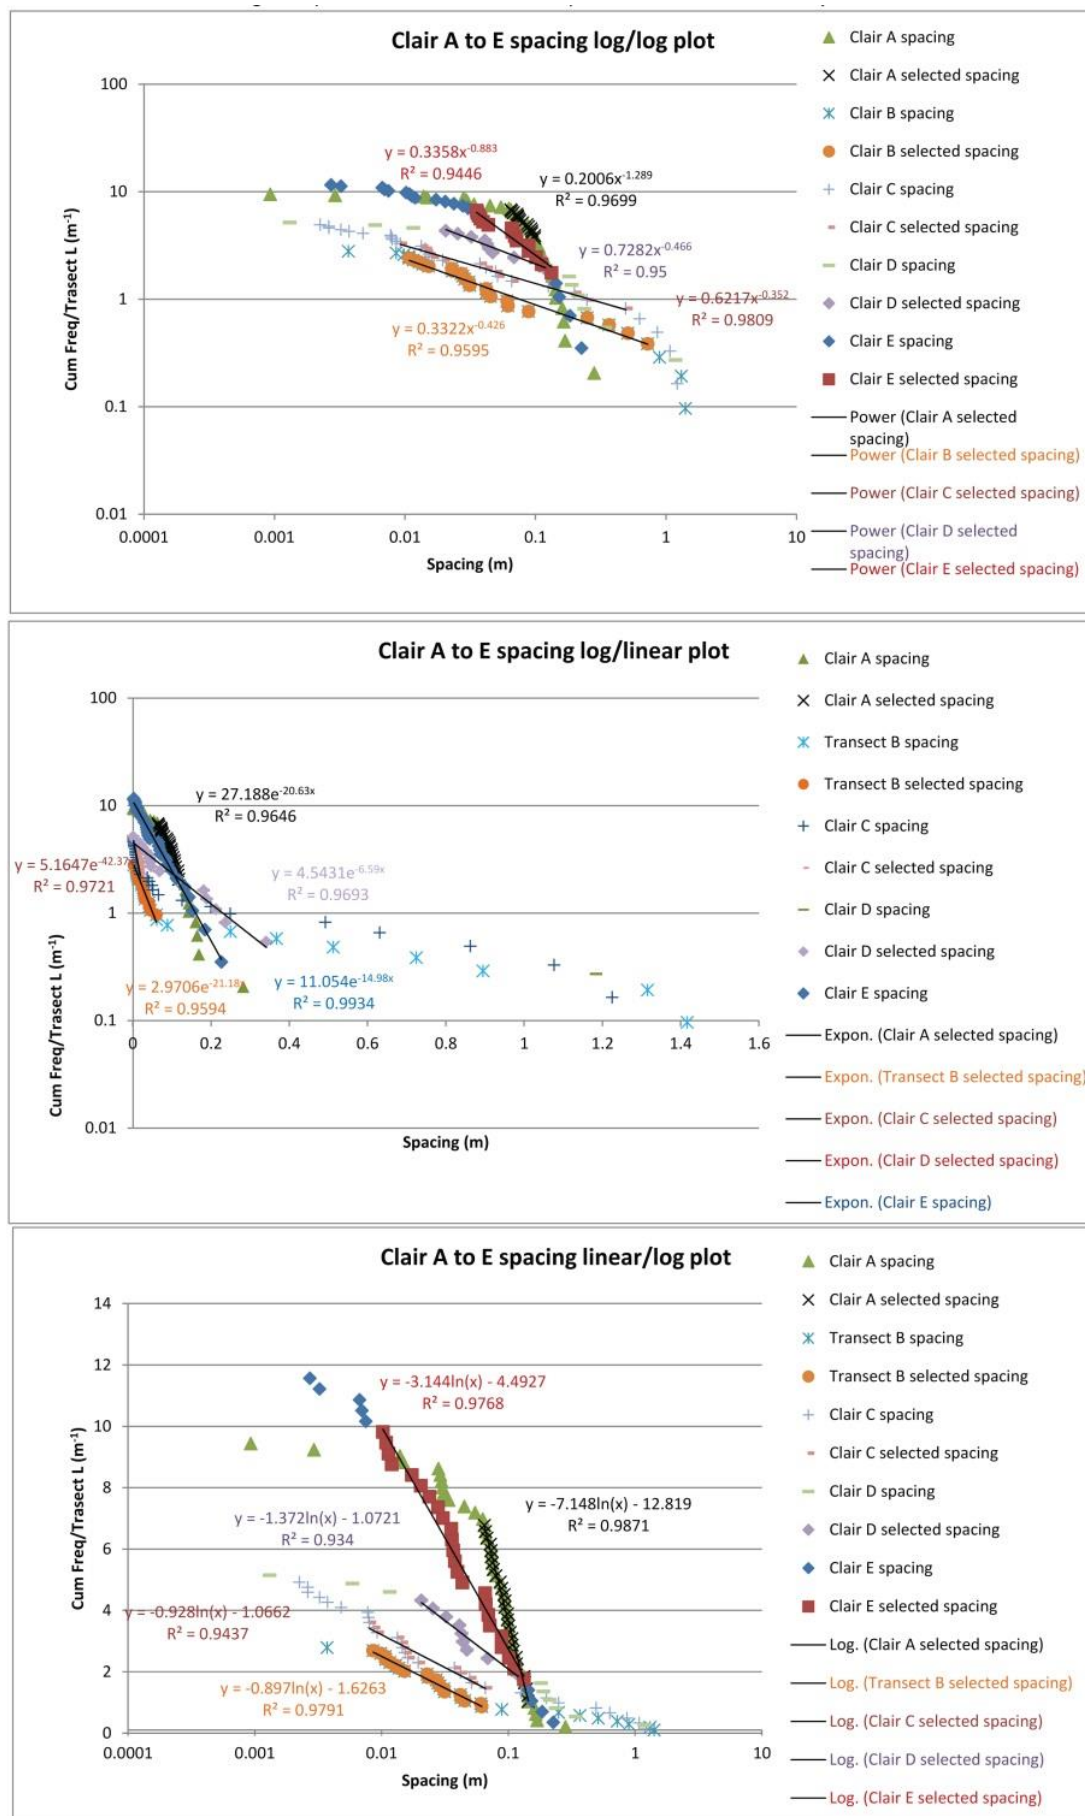 Clair A to E spacing log/log plot
100
10
1
0.1
0.01
0.0001
0.001
0.01
0.1
1
10
Cum Freq/Trasect L (m⁻¹)
Spacing (m)
y = 0.3358x⁻⁰·⁸⁸³
R² = 0.9446
y = 0.2006x⁻¹·²⁸⁹
R² = 0.9699
y = 0.7282x⁻⁰·⁴⁶⁶
R² = 0.95
y = 0.6217x⁻⁰·³⁵²
R² = 0.9809
y = 0.3322x⁻⁰·⁴²⁶
R² = 0.9595
Clair A spacing
Clair A selected spacing
Clair B spacing
Clair B selected spacing
Clair C spacing
Clair C selected spacing
Clair D spacing
Clair D selected spacing
Clair E spacing
Clair E selected spacing
Power (Clair A selected
spacing)
Power (Clair B selected spacing)
Power (Clair C selected spacing)
Power (Clair D selected
spacing)
Power (Clair E selected spacing)
Clair A to E spacing log/linear plot
100
10
1
0.1
0.01
0
0.2
0.4
0.6
0.8
1
1.2
1.4
1.6
Cum Freq/Trasect L (m⁻¹)
Spacing (m)
y = 27.188e⁻²⁰·⁶³ˣ
R² = 0.9646
y = 5.1647e⁻⁴²·³⁷
R² = 0.9721
y = 4.5431e⁻⁶·⁵⁹ˣ
R² = 0.9693
y = 2.9706e⁻²¹·¹⁸
R² = 0.9594
y = 11.054e⁻¹⁴·⁹⁸ˣ
R² = 0.9934
Clair A spacing
Clair A selected spacing
Transect B spacing
Transect B selected spacing
Clair C spacing
Clair C selected spacing
Clair D spacing
Clair D selected spacing
Clair E spacing
Expon. (Clair A selected spacing)
Expon. (Transect B selected spacing)
Expon. (Clair C selected spacing)
Expon. (Clair D selected spacing)
Expon. (Clair E spacing)
Clair A to E spacing linear/log plot
14
12
10
8
6
4
2
0
0.0001
0.001
0.01
0.1
1
10
Cum Freq/Trasect L (m⁻¹)
Spacing (m)
y = -3.144ln(x) - 4.4927
R² = 0.9768
y = -7.148ln(x) - 12.819
R² = 0.9871
y = -1.372ln(x) - 1.0721
R² = 0.934
y = -0.928ln(x) - 1.0662
R² = 0.9437
y = -0.897ln(x) - 1.6263
R² = 0.9791
Clair A spacing
Clair A selected spacing
Transect B spacing
Transect B selected spacing
Clair C spacing
Clair C selected spacing
Clair D spacing
Clair D selected spacing
Clair E spacing
Clair E selected spacing
Log. (Clair A selected spacing)
Log. (Transect B selected spacing)
Log. (Clair C selected spacing)
Log. (Clair D selected spacing)
Log. (Clair E selected spacing)